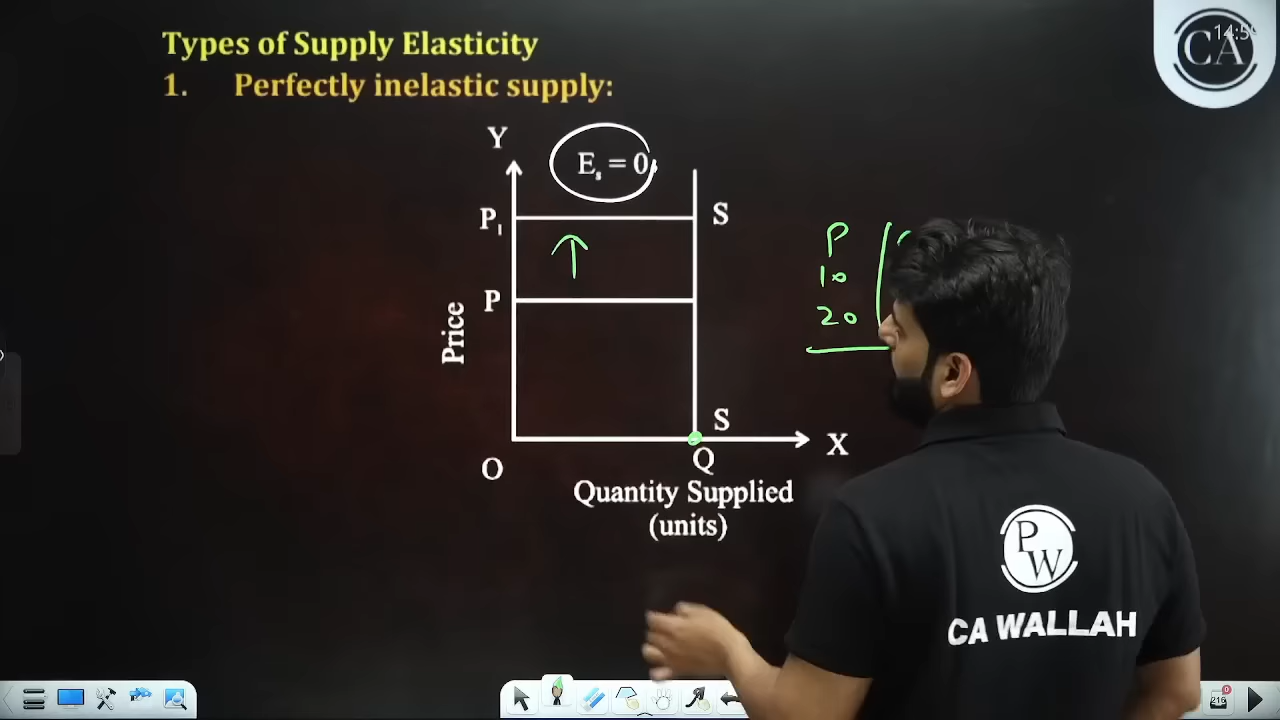 Types of Supply Elasticity
1. Perfectly inelastic supply:
CA
Y
Es = 0
P1
S
P
10
20
P
Price
S
X
O
Q
Quantity Supplied
(units)
P
W
CA WALLAH
216